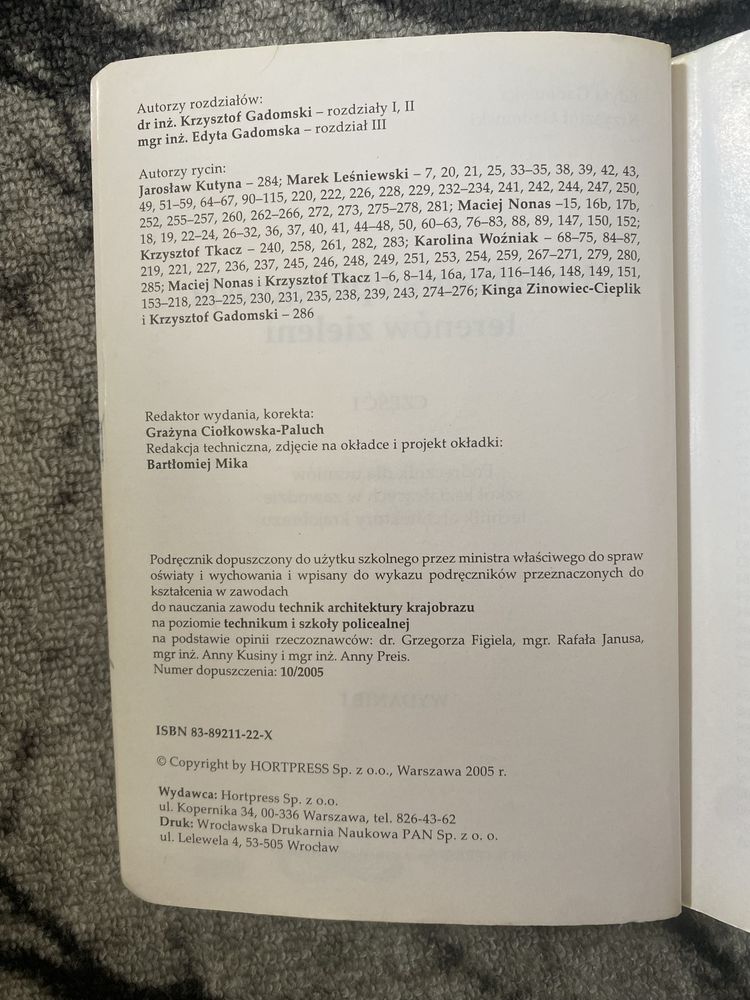 Autorzy rozdziałów:
dr inż. Krzysztof Gadomski – rozdziały I, II
mgr inż. Edyta Gadomska – rozdział III
Autorzy rycin:
Jarosław Kutyna – 284; Marek Leśniewski – 7, 20, 21, 25, 33–35, 38, 39, 42, 43,
49, 51–59, 64–67, 90–115, 220, 222, 226, 228, 229, 232–234, 241, 242, 244, 247, 250,
252, 255–257, 260, 262–266, 272, 273, 275–278, 281; Maciej Nonas –15, 16b, 17b,
18, 19, 22–24, 26–32, 36, 37, 40, 41, 44–48, 50, 60–63, 76–83, 88, 89, 147, 150, 152;
Krzysztof Tkacz – 240, 258, 261, 282, 283; Karolina Woźniak – 68–75, 84–87,
219, 221, 227, 236, 237, 245, 246, 248, 249, 251, 253, 254, 259, 267–271, 279, 280,
285; Maciej Nonas i Krzysztof Tkacz 1–6, 8–14, 16a, 17a, 116–146, 148, 149, 151,
153–218, 223–225, 230, 231, 235, 238, 239, 243, 274–276; Kinga Zinowiec-Cieplik
i Krzysztof Gadomski – 286
terenów zieleni
CZĘŚĆ I
Redaktor wydania, korekta:
Grażyna Ciołkowska-Paluch
Redakcja techniczna, zdjęcie na okładce i projekt okładki:
Bartłomiej Mika
Podręcznik dopuszczony do użytku szkolnego przez ministra właściwego do spraw
oświaty i wychowania i wpisany do wykazu podręczników przeznaczonych do
kształcenia w zawodach
do nauczania zawodu technik architektury krajobrazu
na poziomie technikum i szkoły policealnej
na podstawie opinii rzeczoznawców: dr. Grzegorza Figiela, mgr. Rafała Janusa,
mgr inż. Anny Kusiny i mgr inż. Anny Preis.
Numer dopuszczenia: 10/2005
WYDANIE I
ISBN 83-89211-22-X
© Copyright by HORTPRESS Sp. z o.o., Warszawa 2005 r.
Wydawca: Hortpress Sp. z o.o.
ul. Kopernika 34, 00-336 Warszawa, tel. 826-43-62
Druk: Wrocławska Drukarnia Naukowa PAN Sp. z o. o.
ul. Lelewela 4, 53-505 Wrocław